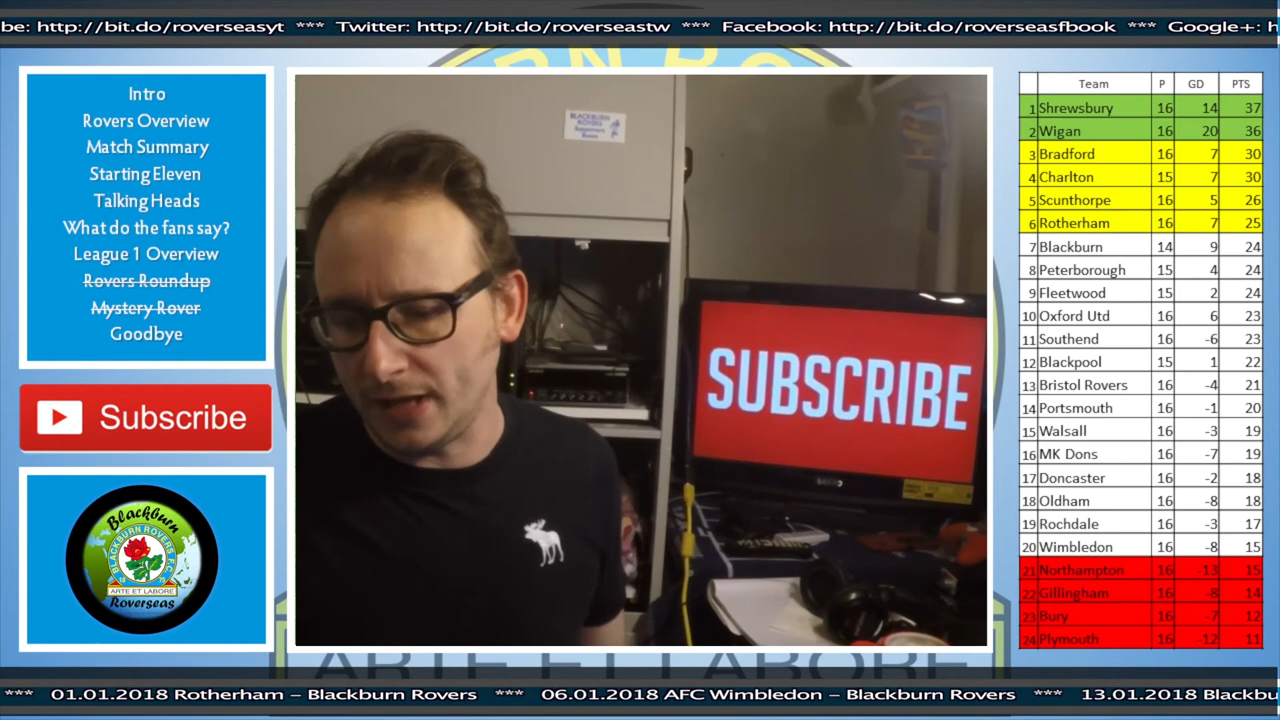 be: http://bit.do/roverseasyt *** Twitter: http://bit.do/roverseastw *** Facebook: http://bit.do/roverseasfbook *** Google+: h
Intro
Rovers Overview
Match Summary
Starting Eleven
Talking Heads
What do the fans say?
League 1 Overview
Rovers Roundup
Mystery Rover
Goodbye
Subscribe
Blackburn
BLACKBURN ROVERS F.C.
1875
ARTE ET LABORE
Roverseas
BLACKBURN
ROVERS
SUBSCRIBE
SANYO
Team P GD PTS
1 Shrewsbury 16 14 37
2 Wigan 16 20 36
3 Bradford 16 7 30
4 Charlton 15 7 30
5 Scunthorpe 16 5 26
6 Rotherham 16 7 25
7 Blackburn 14 9 24
8 Peterborough 15 4 24
9 Fleetwood 15 2 24
10 Oxford Utd 16 6 23
11 Southend 16 -6 23
12 Blackpool 15 1 22
13 Bristol Rovers 16 -4 21
14 Portsmouth 16 -1 20
15 Walsall 16 -3 19
16 MK Dons 16 -7 19
17 Doncaster 16 -2 18
18 Oldham 16 -8 18
19 Rochdale 16 -3 17
20 Wimbledon 16 -8 15
21 Northampton 16 -13 15
22 Gillingham 16 -8 14
23 Bury 16 -7 12
24 Plymouth 16 -12 11
ARTE ET LABORE
*** 01.01.2018 Rotherham – Blackburn Rovers *** 06.01.2018 AFC Wimbledon – Blackburn Rovers *** 13.01.2018 Blackbu